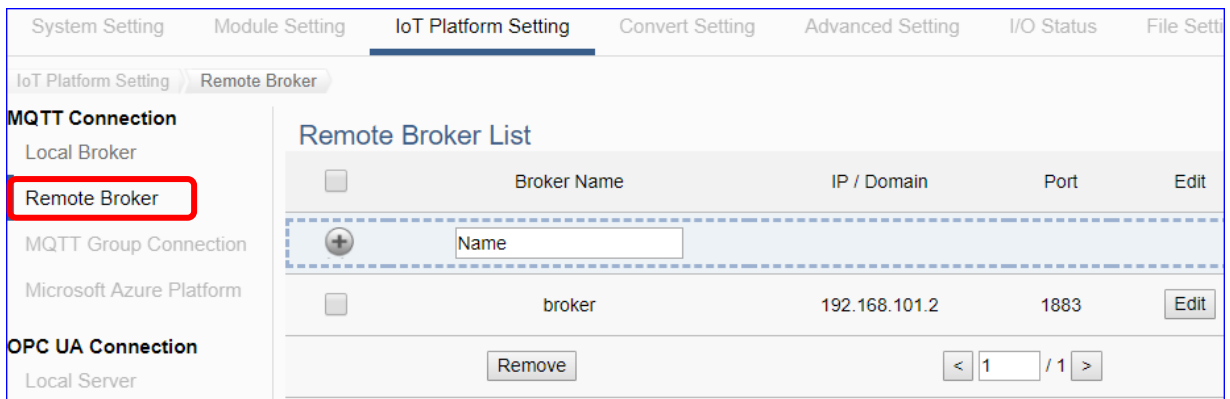 System Setting Module Setting IoT Platform Setting Convert Setting Advanced Setting I/O Status File Setti
IoT Platform Setting Remote Broker
MQTT Connection
Local Broker
Remote Broker
MQTT Group Connection
Microsoft Azure Platform
OPC UA Connection
Local Server
Remote Broker List
Broker Name IP / Domain Port Edit
Name
broker 192.168.101.2 1883 Edit
Remove < 1 / 1 >